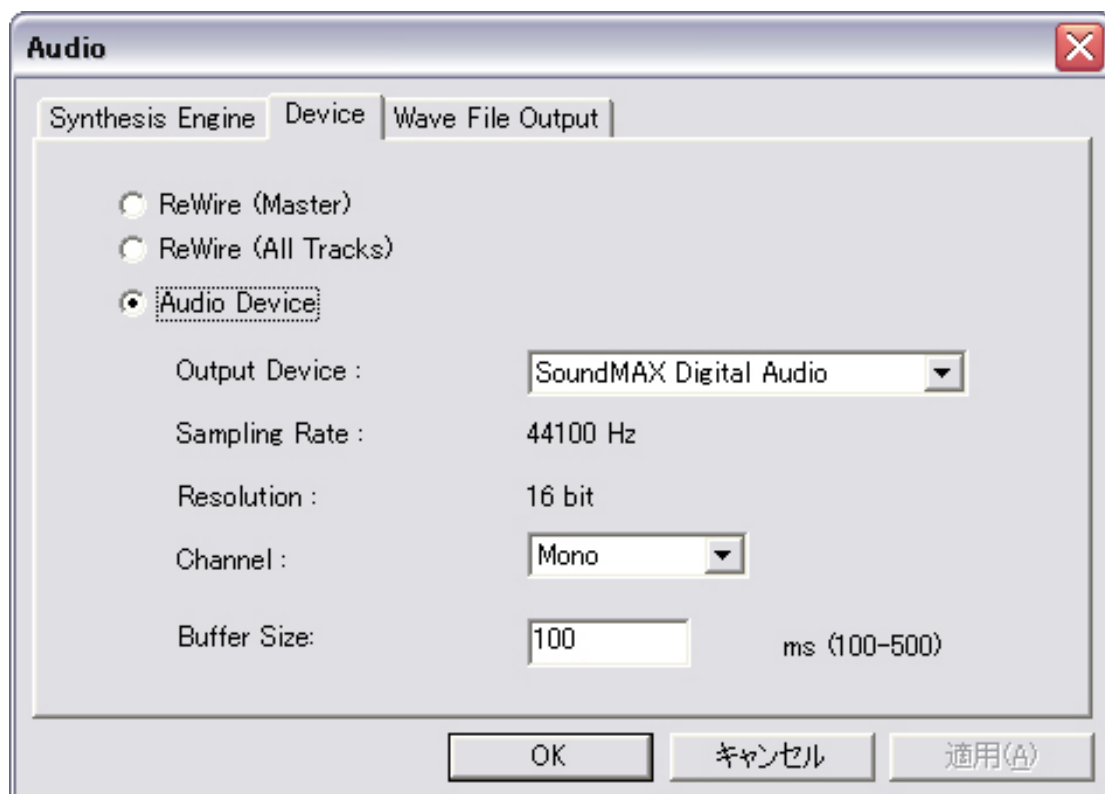 Audio
Synthesis Engine Device Wave File Output
ReWire (Master)
ReWire (All Tracks)
Audio Device
Output Device : SoundMAX Digital Audio
Sampling Rate : 44100 Hz
Resolution : 16 bit
Channel : Mono
Buffer Size: 100 ms (100-500)
OK キャンセル 適用(A)